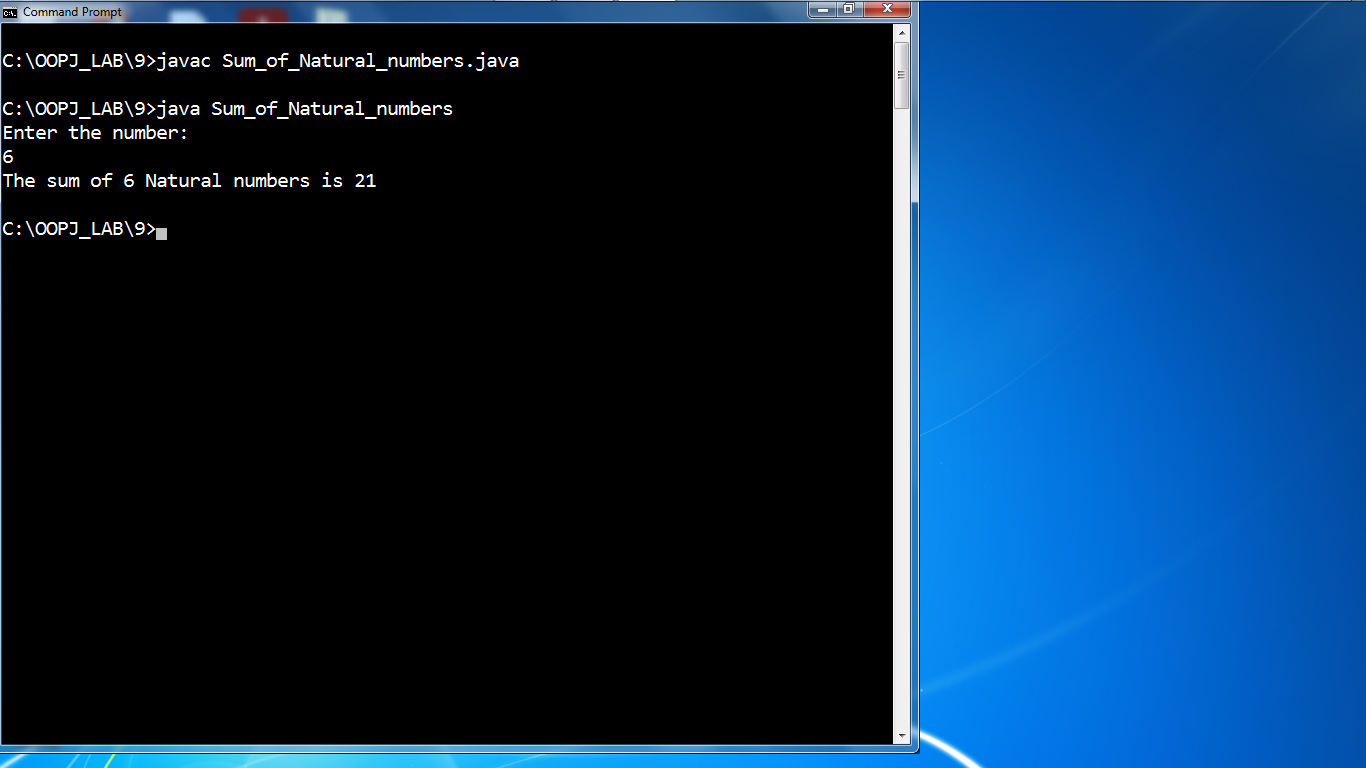 Command Prompt
C:\OOPJ_LAB\9>javac Sum_of_Natural_numbers.java
C:\OOPJ_LAB\9>java Sum_of_Natural_numbers
Enter the number:
6
The sum of 6 Natural numbers is 21
C:\OOPJ_LAB\9>